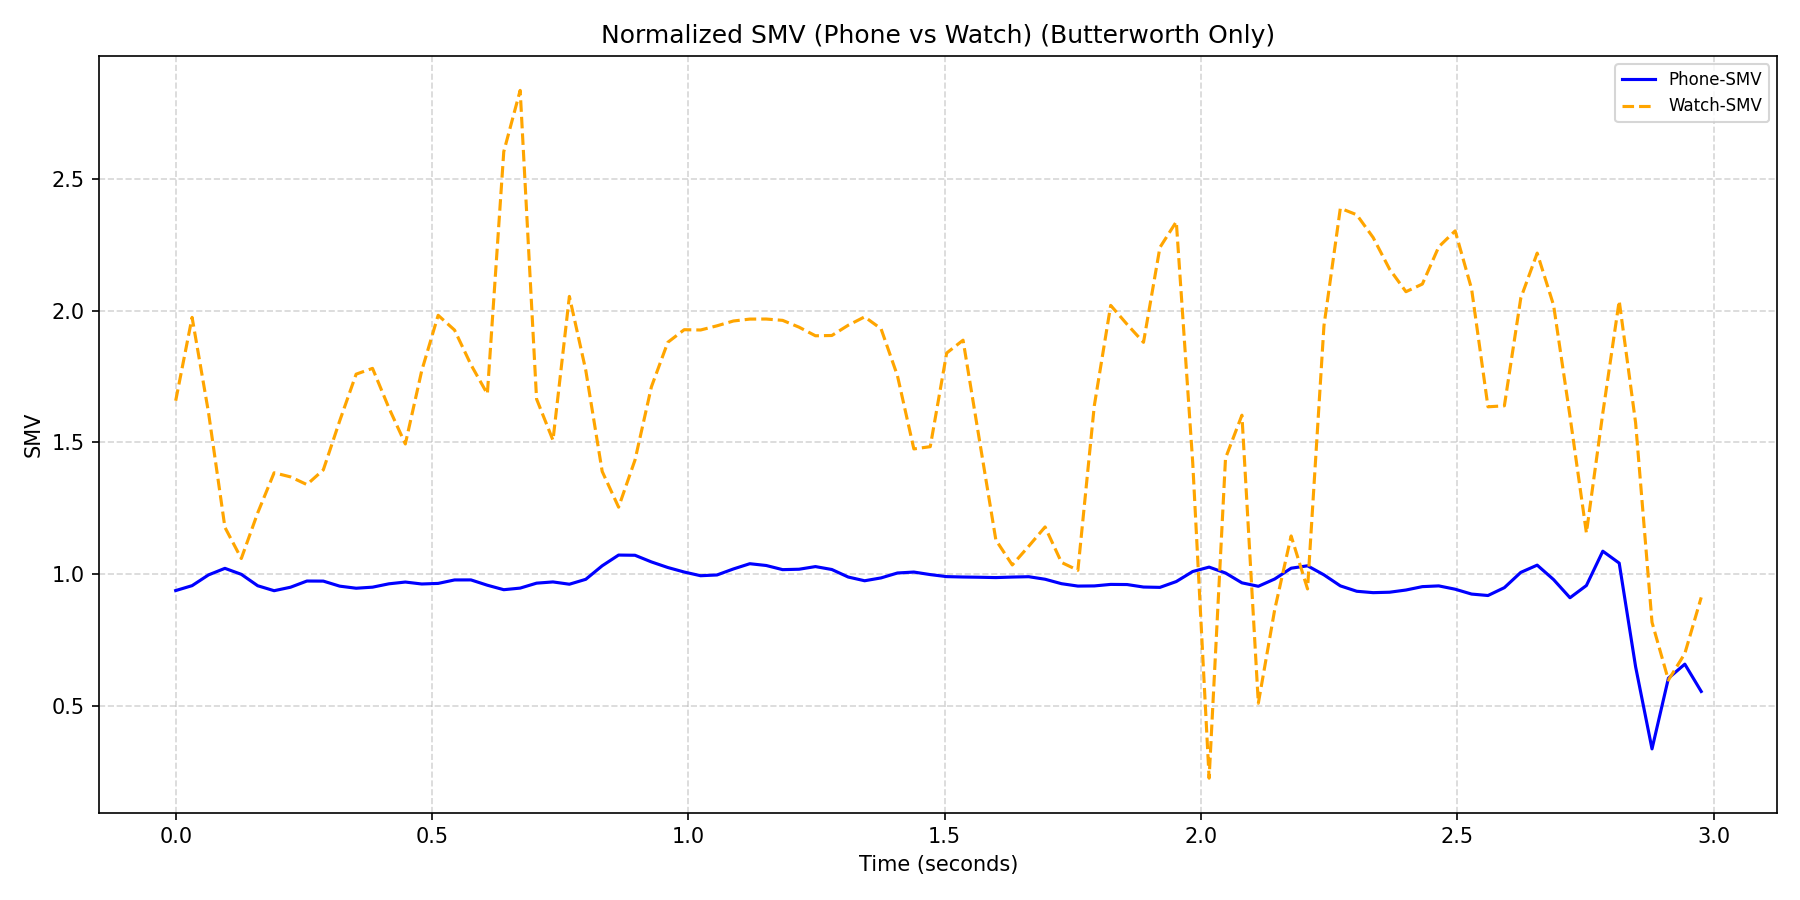 Normalized SMV (Phone vs Watch) (Butterworth Only)
Phone-SMV
Watch-SMV
SMV
2.5
2.0
1.5
1.0
0.5
0.0 0.5 1.0 1.5 2.0 2.5 3.0
Time (seconds)